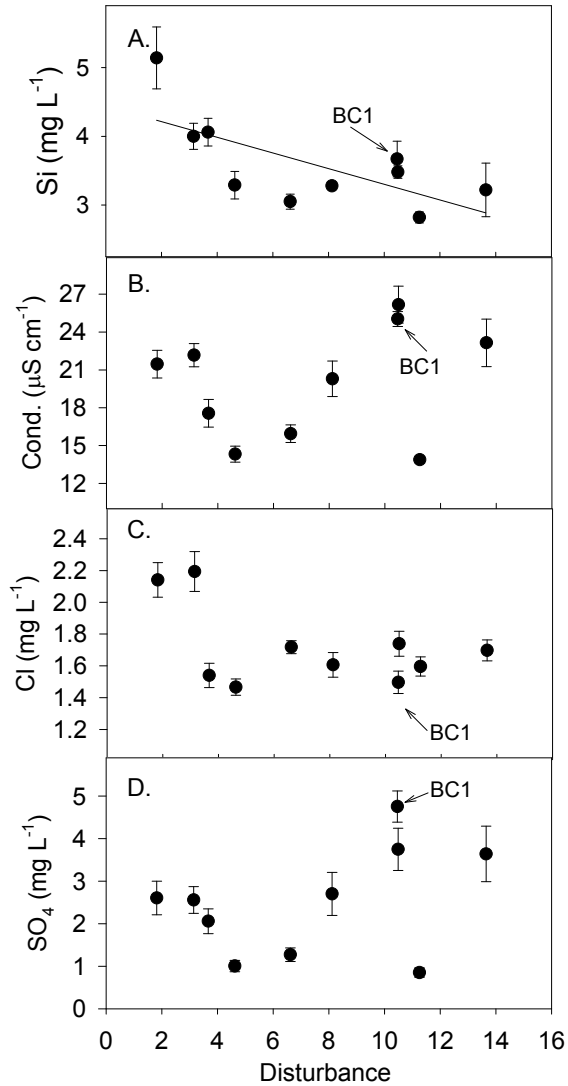 A.
5
4
3
Si (mg L⁻¹)
BC1
B.
27
24
21
18
15
12
Cond. (μS cm⁻¹)
BC1
C.
2.4
2.2
2.0
1.8
1.6
1.4
1.2
Cl (mg L⁻¹)
BC1
D.
5
4
3
2
1
0
SO₄ (mg L⁻¹)
BC1
0 2 4 6 8 10 12 14 16
Disturbance